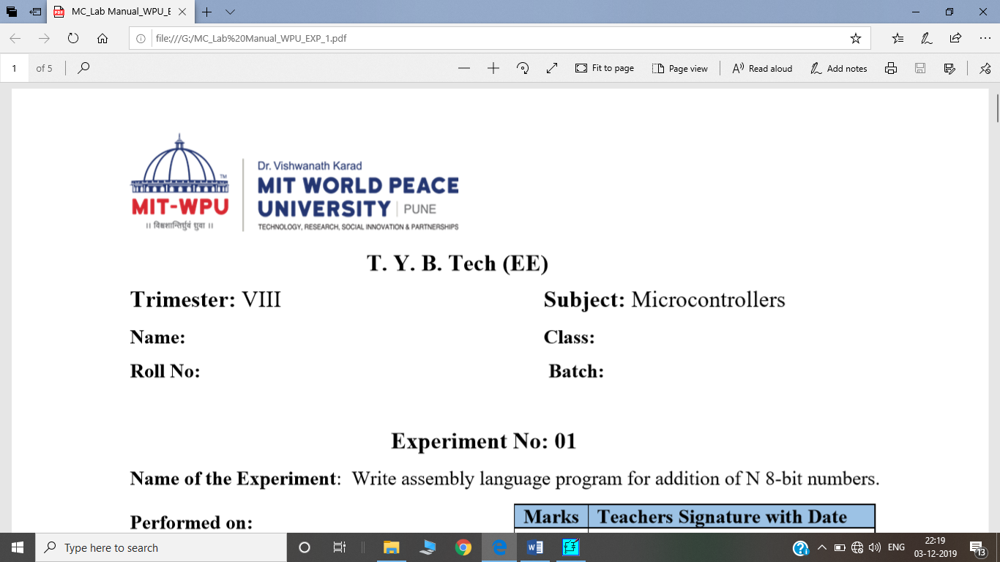 MC_Lab Manual_WPU_E
file:///G:/MC_Lab%20Manual_WPU_EXP_1.pdf
1 of 5 Fit to page Page view Read aloud Add notes
Dr. Vishwanath Karad
MIT WORLD PEACE
UNIVERSITY | PUNE
TECHNOLOGY, RESEARCH, SOCIAL INNOVATION & PARTNERSHIPS
TM
MIT-WPU
॥ विश्वशान्तिर्ध्रुवं ध्रुवा ॥
T. Y. B. Tech (EE)
Trimester: VIII Subject: Microcontrollers
Name: Class:
Roll No: Batch:
Experiment No: 01
Name of the Experiment: Write assembly language program for addition of N 8-bit numbers.
Marks Teachers Signature with Date
Performed on:
Type here to search
ENG 22:19
03-12-2019 13